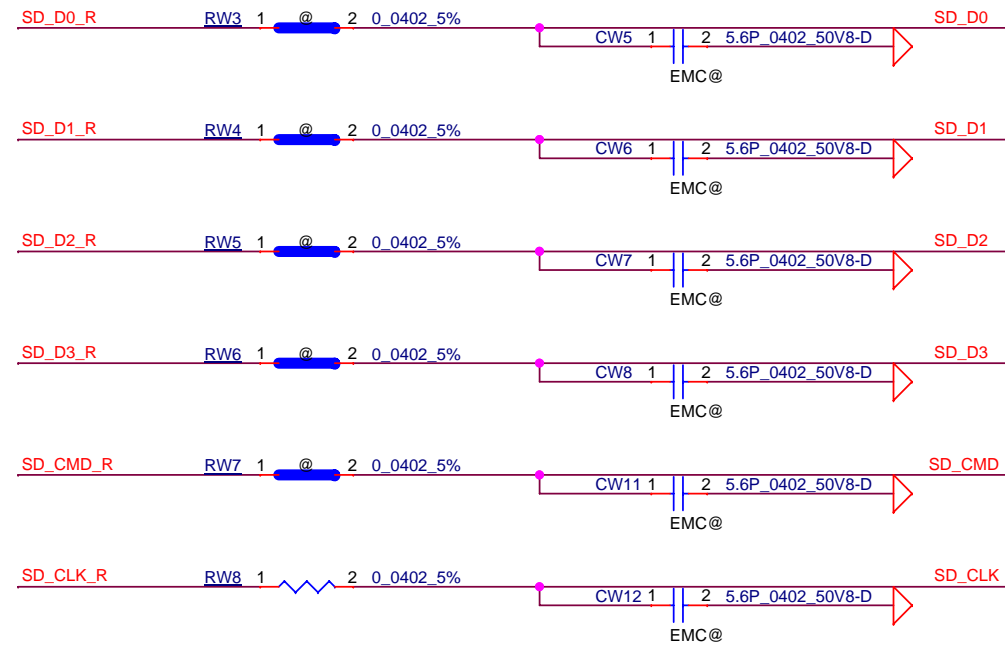 SD_D0_R RW3 1 @ 2 0_0402_5% SD_D0
CW5 1 2 5.6P_0402_50V8-D
EMC@
SD_D1_R RW4 1 @ 2 0_0402_5% SD_D1
CW6 1 2 5.6P_0402_50V8-D
EMC@
SD_D2_R RW5 1 @ 2 0_0402_5% SD_D2
CW7 1 2 5.6P_0402_50V8-D
EMC@
SD_D3_R RW6 1 @ 2 0_0402_5% SD_D3
CW8 1 2 5.6P_0402_50V8-D
EMC@
SD_CMD_R RW7 1 @ 2 0_0402_5% SD_CMD
CW11 1 2 5.6P_0402_50V8-D
EMC@
SD_CLK_R RW8 1 2 0_0402_5% SD_CLK
CW12 1 2 5.6P_0402_50V8-D
EMC@